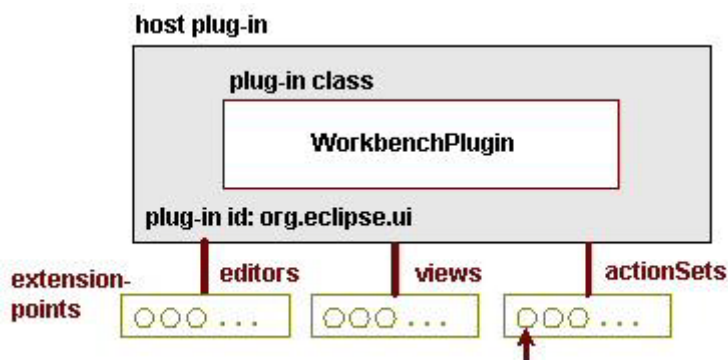 host plug-in
plug-in class
WorkbenchPlugin
plug-in id: org.eclipse.ui
extension-
points
editors
views
actionSets
...
...
...